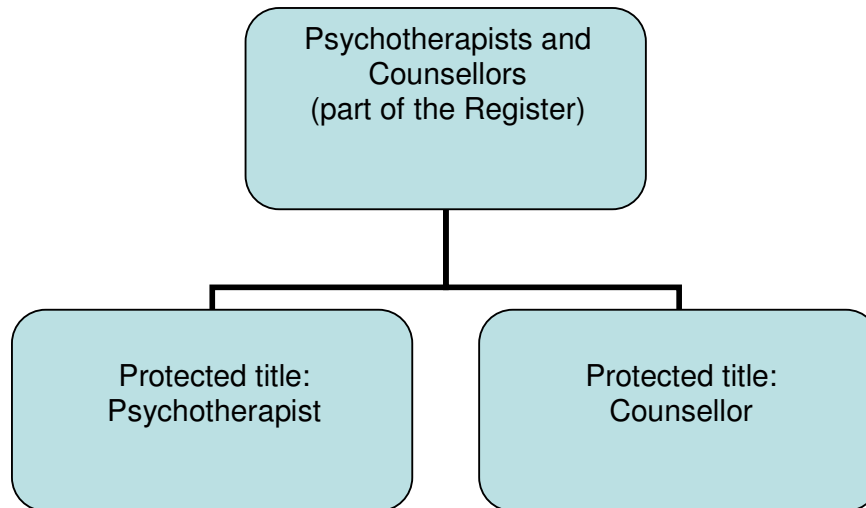 Psychotherapists and
Counsellors
(part of the Register)
Protected title:
Psychotherapist
Protected title:
Counsellor